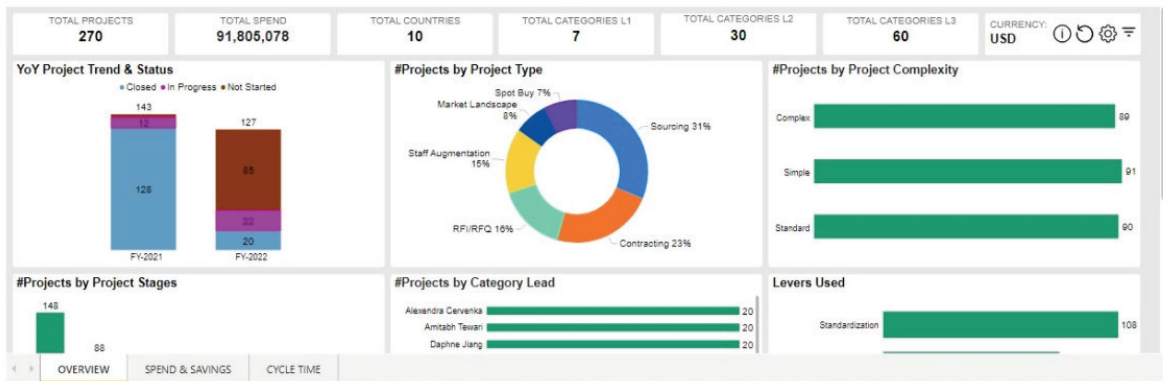 TOTAL PROJECTS
270
TOTAL SPEND
91,805,078
TOTAL COUNTRIES
10
TOTAL CATEGORIES L1
7
TOTAL CATEGORIES L2
30
TOTAL CATEGORIES L3
60
CURRENCY:
USD
YoY Project Trend & Status
Closed In Progress Not Started
143
12
128
FY-2021
127
85
22
20
FY-2022
#Projects by Project Type
Spot Buy 7%
Market Landscape
8%
Sourcing 31%
Staff Augmentation
15%
RFI/RFQ 16%
Contracting 23%
#Projects by Project Complexity
Complex 89
Simple 91
Standard 90
#Projects by Project Stages
148
88
#Projects by Category Lead
Alexendra Cervenka 20
Amitabh Tewari 20
Daphne Jiang 20
Levers Used
Standardization 108
OVERVIEW SPEND & SAVINGS CYCLE TIME